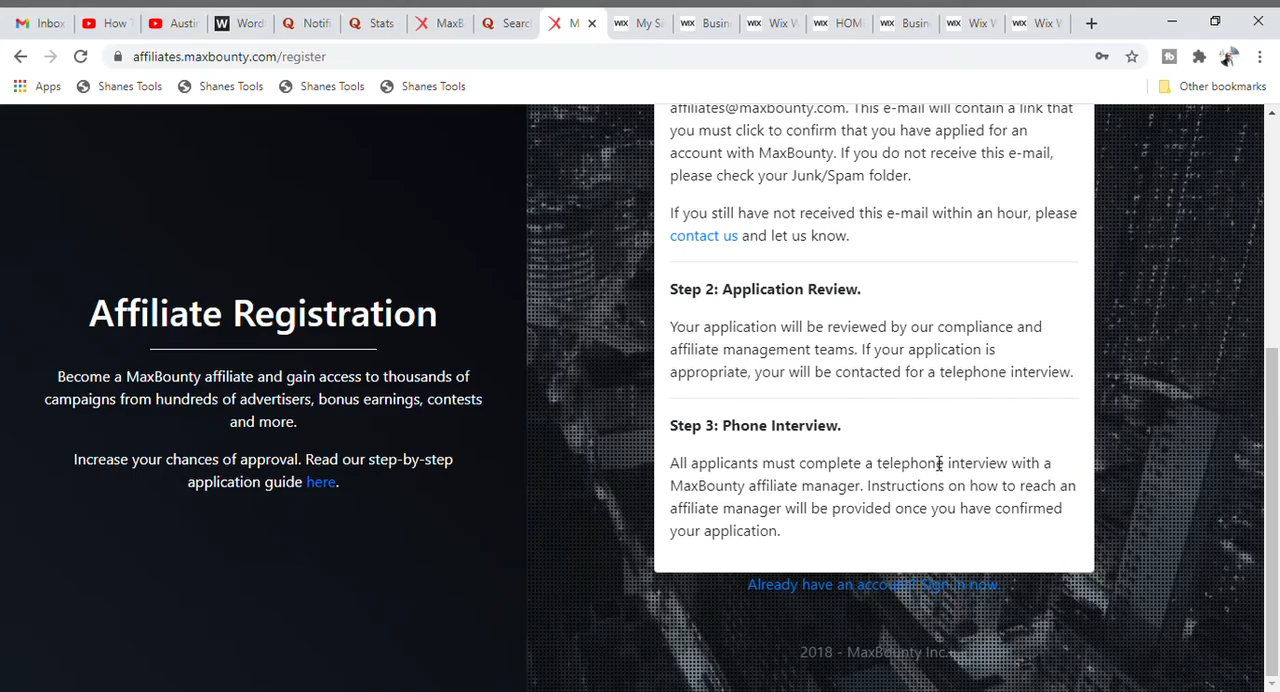 Inbox
How T
Austin
Word
Notifi
Stats
MaxB
Searc
M
My Si
Busin
Wix V
HOM
Busin
Wix V
Wix V
affiliates.maxbounty.com/register
Apps
Shanes Tools
Shanes Tools
Shanes Tools
Shanes Tools
Other bookmarks
Affiliate Registration
Become a MaxBounty affiliate and gain access to thousands of
campaigns from hundreds of advertisers, bonus earnings, contests
and more.
Increase your chances of approval. Read our step-by-step
application guide here.
affiliates@maxbounty.com. This e-mail will contain a link that
you must click to confirm that you have applied for an
account with MaxBounty. If you do not receive this e-mail,
please check your Junk/Spam folder.
If you still have not received this e-mail within an hour, please
contact us and let us know.
Step 2: Application Review.
Your application will be reviewed by our compliance and
affiliate management teams. If your application is
appropriate, your will be contacted for a telephone interview.
Step 3: Phone Interview.
All applicants must complete a telephone interview with a
MaxBounty affiliate manager. Instructions on how to reach an
affiliate manager will be provided once you have confirmed
your application.
Already have an account? Sign in now.
2018 - MaxBounty Inc.